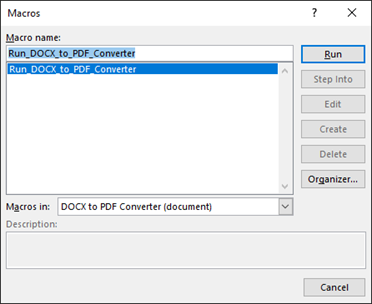 Macros
?
Macro name:
Run_DOCX_to_PDF_Converter
Run
Run_DOCX_to_PDF_Converter
Step Into
Edit
Create
Delete
Organizer...
Macros in:
DOCX to PDF Converter (document)
Description:
Cancel